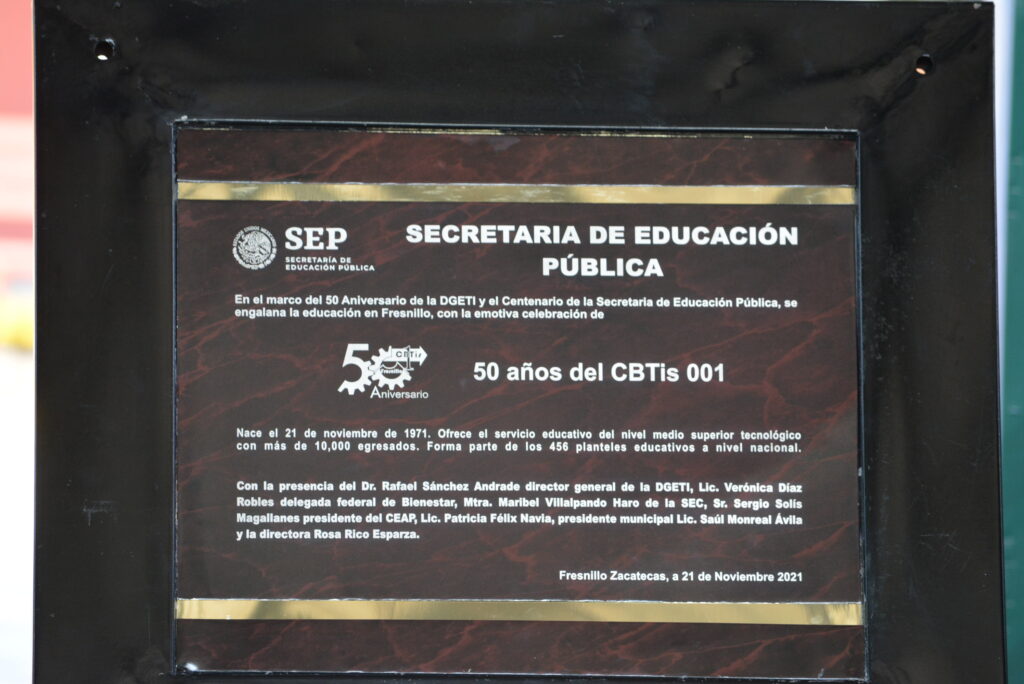 SEP
SECRETARÍA DE
EDUCACIÓN PÚBLICA
SECRETARIA DE EDUCACIÓN
PÚBLICA
En el marco del 50 Aniversario de la DGETI y el Centenario de la Secretaria de Educación Pública, se
engalana la educación en Fresnillo, con la emotiva celebración de
50 CBTis
Fresnillo
Aniversario
50 años del CBTis 001
Nace el 21 de noviembre de 1971. Ofrece el servicio educativo del nivel medio superior tecnológico
con más de 10,000 egresados. Forma parte de los 456 planteles educativos a nivel nacional.
Con la presencia del Dr. Rafael Sánchez Andrade director general de la DGETI, Lic. Verónica Díaz
Robles delegada federal de Bienestar, Mtra. Maribel Villalpando Haro de la SEC, Sr. Sergio Solís
Magallanes presidente del CEAP, Lic. Patricia Félix Navia, presidente municipal Lic. Saúl Monreal Ávila
y la directora Rosa Rico Esparza.
Fresnillo Zacatecas, a 21 de Noviembre 2021